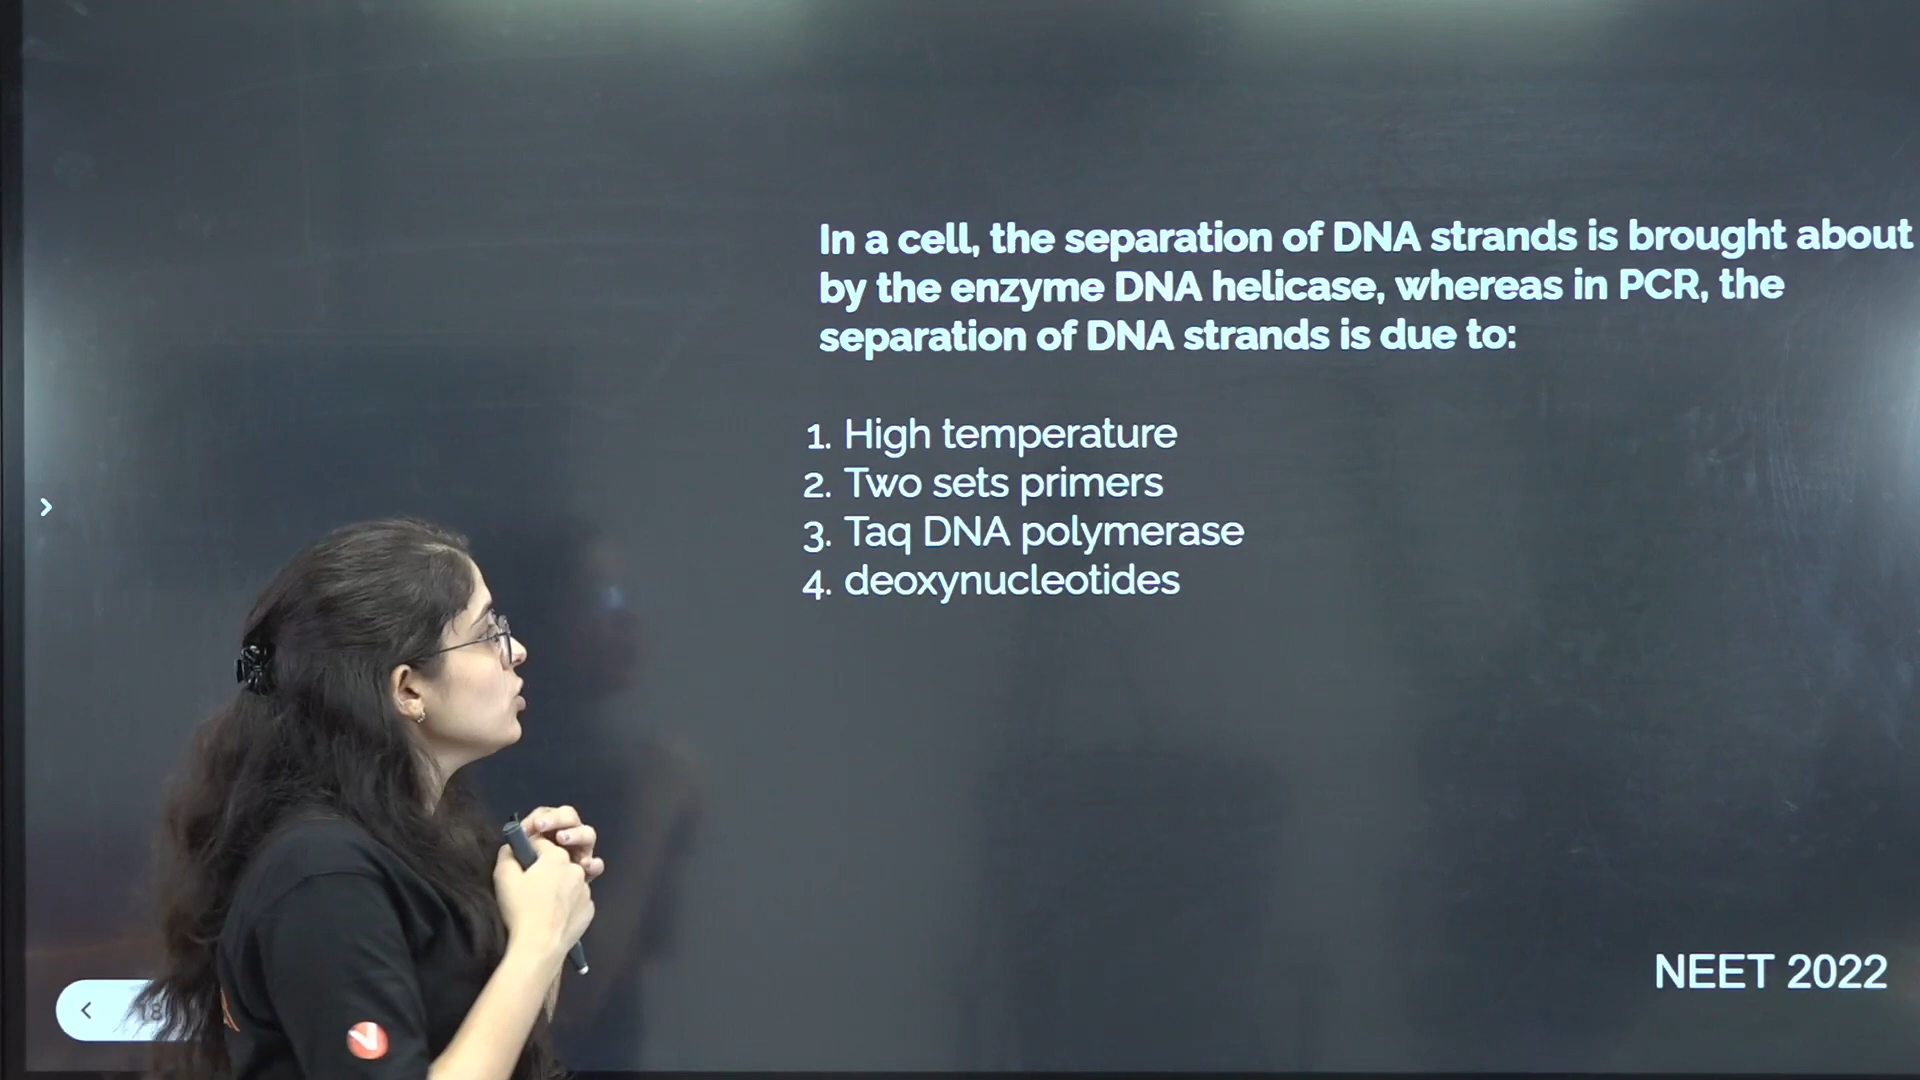 In a cell, the separation of DNA strands is brought about
by the enzyme DNA helicase, whereas in PCR, the
separation of DNA strands is due to:
1. High temperature
2. Two sets primers
3. Taq DNA polymerase
4. deoxynucleotides
NEET 2022